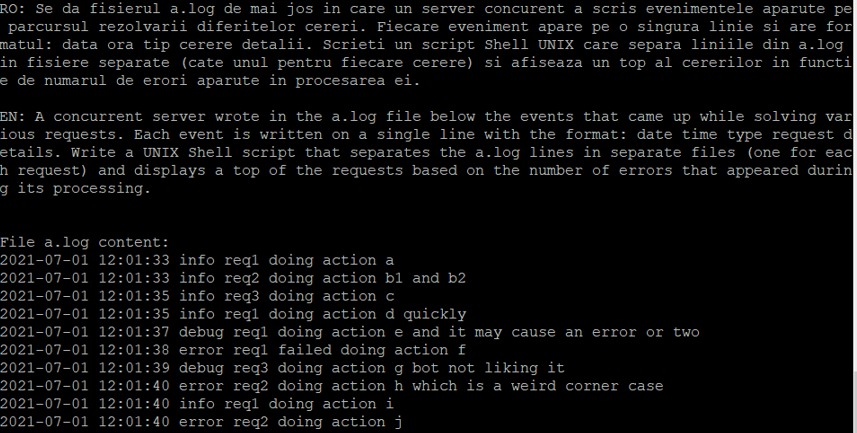 RO: Se da fisierul a.log de mai jos in care un server concurent a scris evenimentele aparute pe
 parcursul rezolvarii diferitelor cereri. Fiecare eveniment apare pe o singura linie si are for
matul: data ora tip cerere detalii. Scrieti un script Shell UNIX care separa liniile din a.log
in fisiere separate (cate unul pentru fiecare cerere) si afiseaza un top al cererilor in functi
e de numarul de erori aparute in procesarea ei.
EN: A concurrent server wrote in the a.log file below the events that came up while solving var
ious requests. Each event is written on a single line with the format: date time type request d
etails. Write a UNIX Shell script that separates the a.log lines in separate files (one for eac
h request) and displays a top of the requests based on the number of errors that appeared durin
g its processing.
File a.log content:
2021-07-01 12:01:33 info req1 doing action a
2021-07-01 12:01:33 info req2 doing action b1 and b2
2021-07-01 12:01:35 info req3 doing action c
2021-07-01 12:01:35 info req1 doing action d quickly
2021-07-01 12:01:37 debug req1 doing action e and it may cause an error or two
2021-07-01 12:01:38 error req1 failed doing action f
2021-07-01 12:01:39 debug req3 doing action g bot not liking it
2021-07-01 12:01:40 error req2 doing action h which is a weird corner case
2021-07-01 12:01:40 info req1 doing action i
2021-07-01 12:01:40 error req2 doing action j